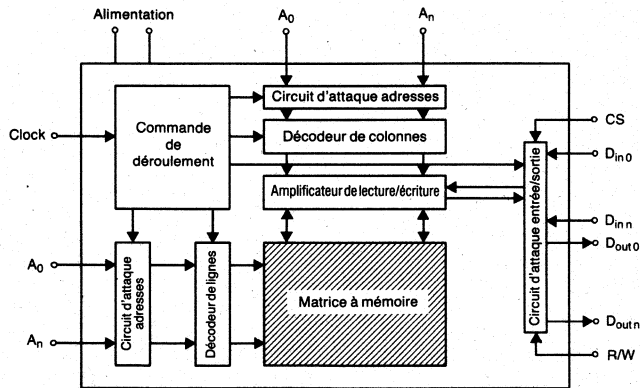 Alimentation
A0
An
Circuit d'attaque adresses
CS
Clock
Commande
de
déroulement
Décodeur de colonnes
Din 0
Amplificateur de lecture/écriture
Circuit d'attaque entrée/sortie
Din n
Dout 0
A0
Circuit d'attaque
adresses
Décodeur de lignes
Matrice à mémoire
Dout n
An
R/W